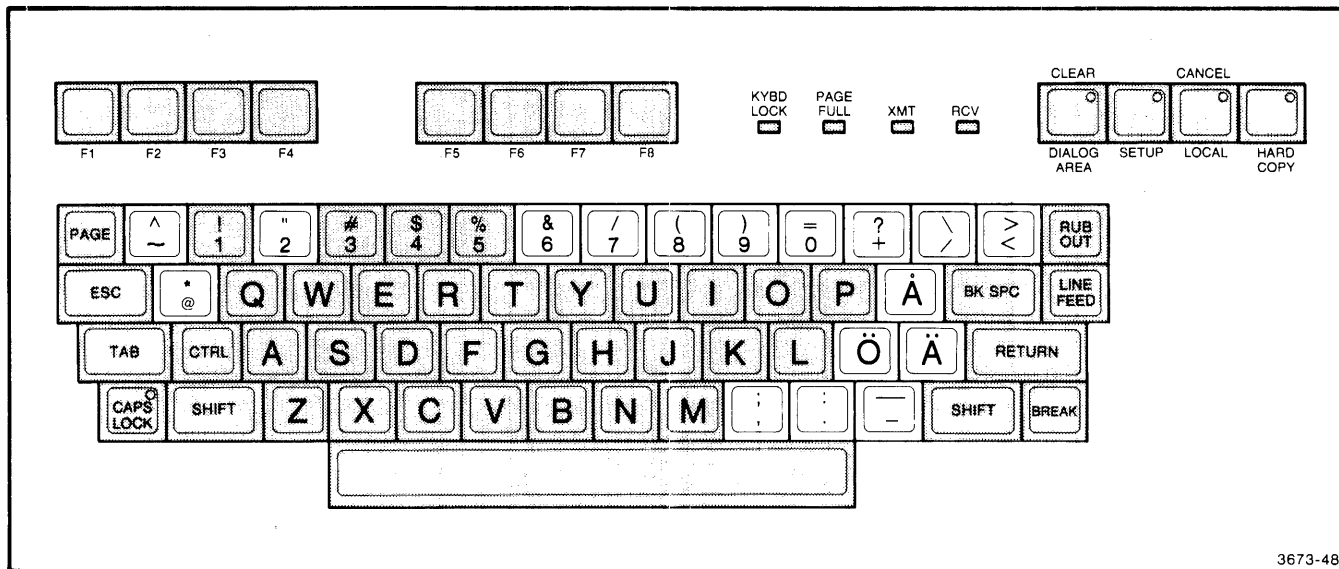 CLEAR CANCEL
KYBD LOCK PAGE FULL XMT RCV
F1 F2 F3 F4 F5 F6 F7 F8
DIALOG AREA SETUP LOCAL HARD COPY
PAGE ^ ~ ! 1 " 2 # 3 $ 4 % 5 & 6 / 7 ( 8 ) 9 = 0 ? + \ / > < RUB OUT
ESC * @ Q W E R T Y U I O P Å BK SPC LINE FEED
TAB CTRL A S D F G H J K L Ö Ä RETURN
CAPS LOCK SHIFT Z X C V B N M ; , : . — _ SHIFT BREAK
3673-48